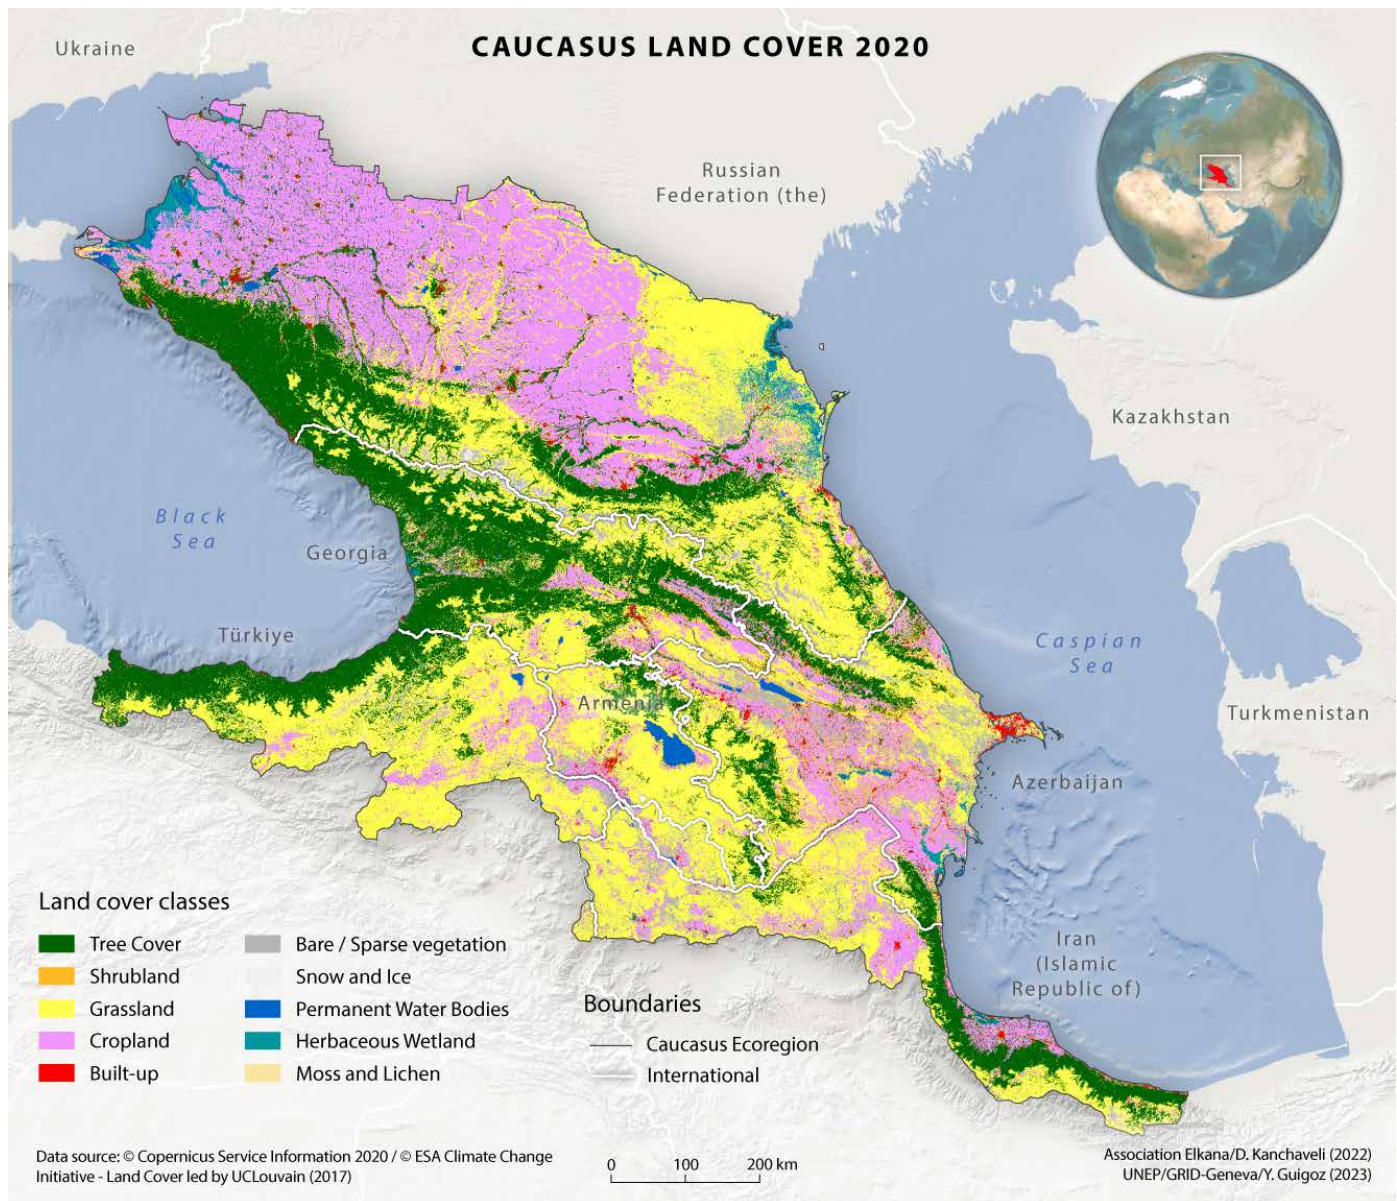 CAUCASUS LAND COVER 2020
Ukraine
Russian
Federation (the)
Kazakhstan
Black
Sea
Georgia
Türkiye
Caspian
Sea
Armenia
Turkmenistan
Azerbaijan
Iran
(Islamic
Republic of)
Land cover classes
Tree Cover
Shrubland
Grassland
Cropland
Built-up
Bare / Sparse vegetation
Snow and Ice
Permanent Water Bodies
Herbaceous Wetland
Moss and Lichen
Boundaries
Caucasus Ecoregion
International
Data source: © Copernicus Service Information 2020 / © ESA Climate Change
Initiative - Land Cover led by UCLouvain (2017)
0 100 200 km
Association Elkana/D. Kanchaveli (2022)
UNEP/GRID-Geneva/Y. Guigoz (2023)